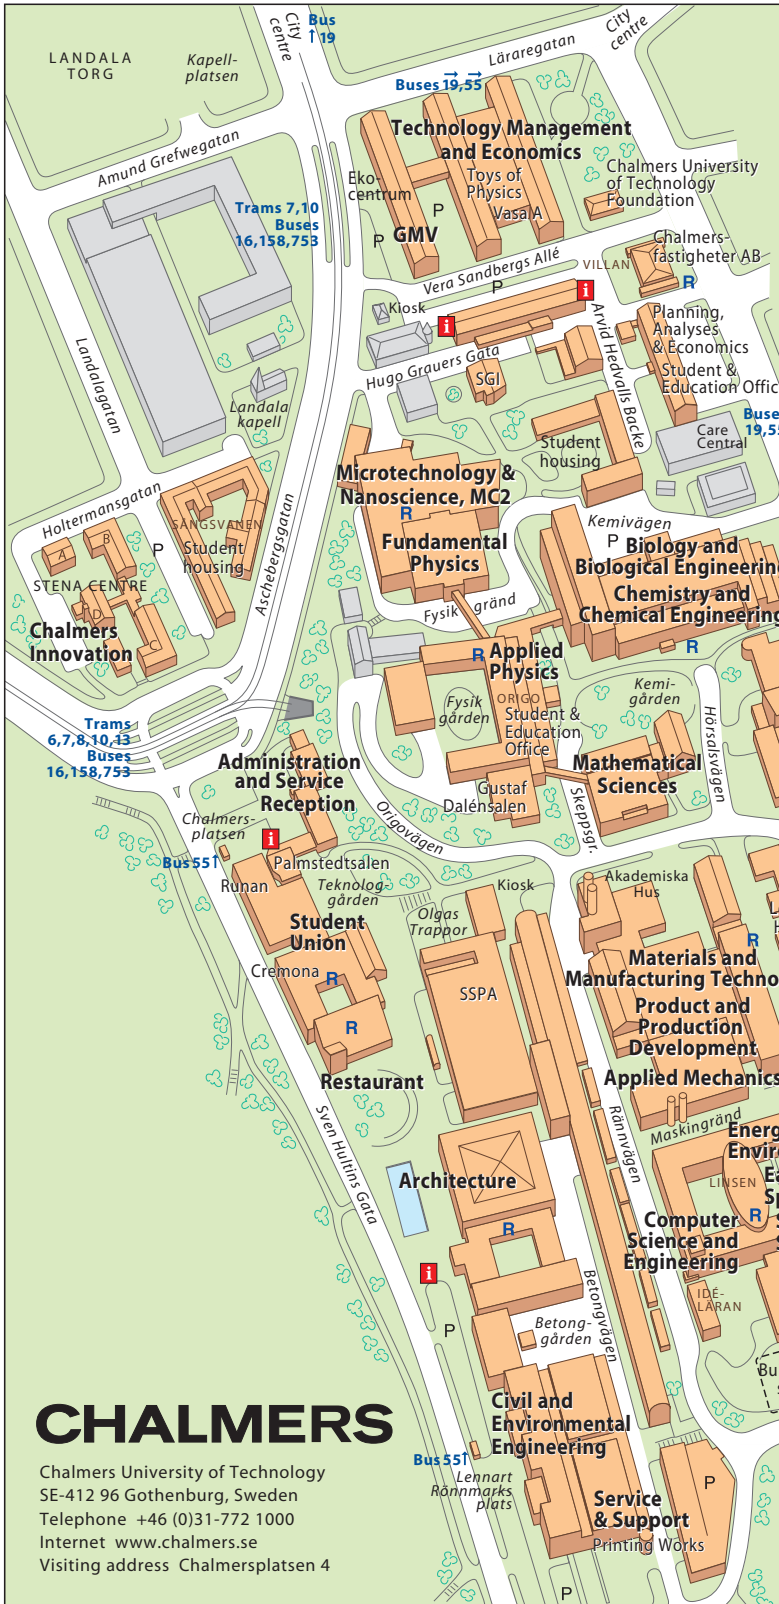 City
centre
Bus
↑ 19
City
centre
LANDALA
TORG
Kapell-
platsen
Läraregatan
Buses 19,55
Amund Grefwegatan
Technology Management
and Economics
Eko-
centrum
Toys of
Physics
Vasa A
P
P
GMV
Chalmers University
of Technology
Foundation
Trams 7,10
Buses
16,158,753
Chalmers-
fastigheter AB
VILLAN
R
Vera Sandbergs Allé
P
i
i
Kiosk
Planning,
Analyses
& Economics
Student &
Education Offic
Arvid Hedvalls Backe
Hugo Grauers Gata
SGI
Landalagatan
Landala
kapell
Buse
19,55
Care
Central
Student
housing
Microtechnology &
Nanoscience, MC2
R
Fundamental
Physics
Holtermansgatan
SÄNGSVANEN
Student
housing
P
A
B
STENA CENTRE
D
C
Chalmers
Innovation
Aschebergsgatan
Kemivägen
P
Biology and
Biological Engineering
Chemistry and
Chemical Engineering
R
Fysikgränd
R
Applied
Physics
ORIGO
Fysik
gården
Student &
Education
Office
Kemi-
gården
Hörsalsvägen
Trams
6,7,8,10,13
Buses
16,158,753
Administration
and Service
Reception
Mathematical
Sciences
Gustaf
Dalénsalen
Skeppsgr.
Origovägen
Chalmers-
platsen
i
Bus 55↑
Palmstedtsalen
Runan
Teknolog-
gården
Kiosk
Akademiska
Hus
Olgas
Trappor
Student
Union
Cremona
R
R
SSPA
R
Materials and
Manufacturing Techno
Product and
Production
Development
Applied Mechanics
Restaurant
Rännvägen
Maskingränd
Sven Hultins Gata
Energ
Enviro
LINSEN
Ea
Sp
R
Architecture
R
Computer
Science and
Engineering
i
IDÉ-
LÄRAN
Betongvägen
P
Betong-
gården
Bu
Civil and
Environmental
Engineering
Bus 55↑
Lennart
Rönnmarks
plats
P
Service
& Support
Printing Works
P
CHALMERS
Chalmers University of Technology
SE-412 96 Gothenburg, Sweden
Telephone +46 (0)31-772 1000
Internet www.chalmers.se
Visiting address Chalmersplatsen 4